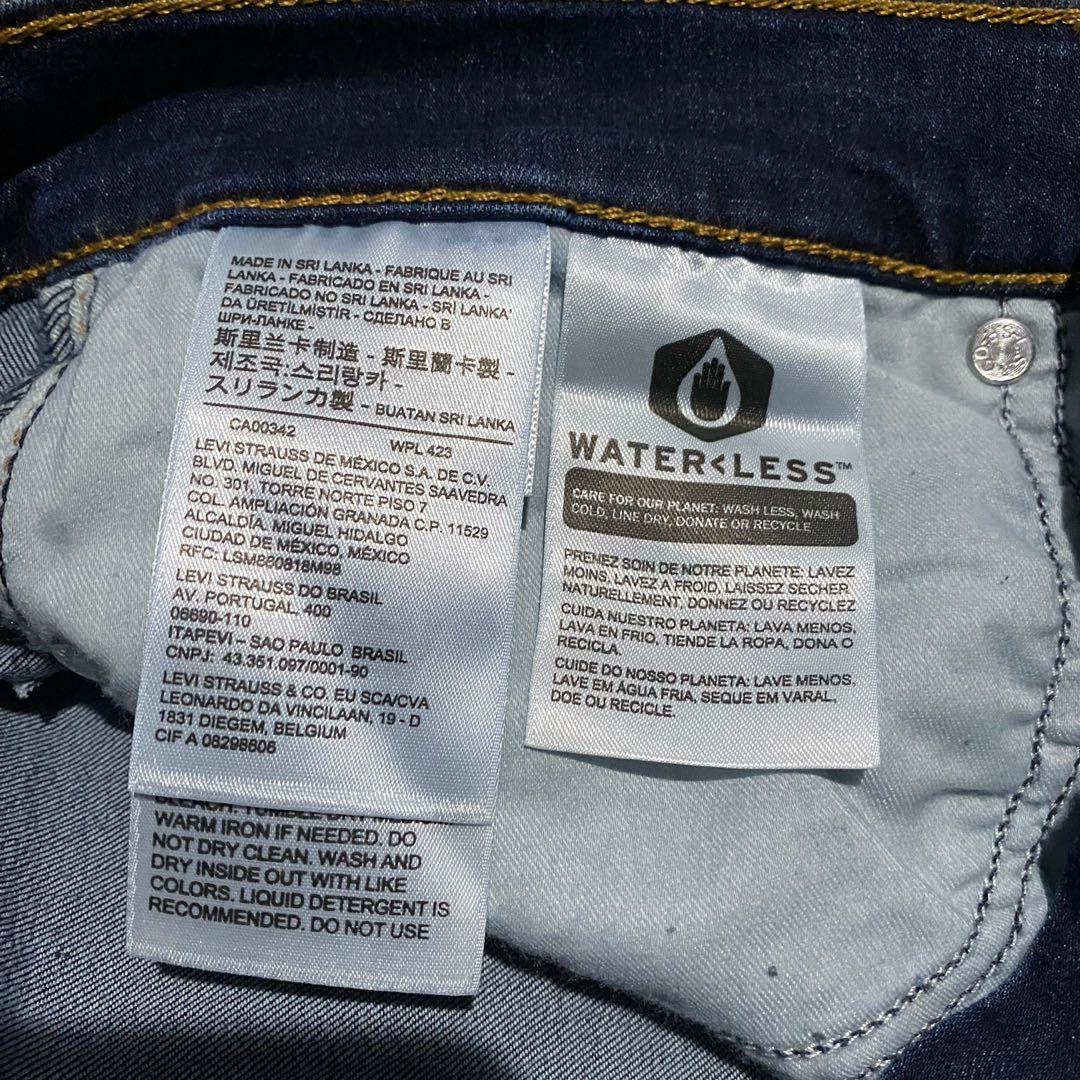 MADE IN SRI LANKA - FABRIQUE AU SRI
LANKA - FABRICADO EN SRI LANKA -
FABRICADO NO SRI LANKA - SRI LANKA'
DA ÜRETİLMİSTİR - СДЕЛАНО В
ШРИ-ЛАНКЕ -
斯里兰卡制造 - 斯里蘭卡製 -
제조국:스리랑카 -
スリランカ製 - BUATAN SRI LANKA
CA00342 WPL 423
LEVI STRAUSS DE MÉXICO S.A. DE C.V.
BLVD. MIGUEL DE CERVANTES SAAVEDRA
NO. 301, TORRE NORTE PISO 7
COL. AMPLIACIÓN GRANADA C.P. 11529
ALCALDÍA. MIGUEL HIDALGO
CIUDAD DE MÉXICO, MÉXICO
RFC: LSM860818M98
LEVI STRAUSS DO BRASIL
AV. PORTUGAL, 400
06690-110
ITAPEVI – SAO PAULO BRASIL
CNPJ: 43.351.097/0001-90
LEVI STRAUSS & CO. EU SCA/CVA
LEONARDO DA VINCILAAN, 19 - D
1831 DIEGEM, BELGIUM
CIF A 08298606
BLEACH. TUMBLE
WARM IRON IF NEEDED. DO
NOT DRY CLEAN. WASH AND
DRY INSIDE OUT WITH LIKE
COLORS. LIQUID DETERGENT IS
RECOMMENDED. DO NOT USE
WATER<LESS™
CARE FOR OUR PLANET: WASH LESS, WASH
COLD, LINE DRY, DONATE OR RECYCLE
PRENEZ SOIN DE NOTRE PLANETE: LAVEZ
MOINS, LAVEZ A FROID, LAISSEZ SECHER
NATURELLEMENT, DONNEZ OU RECYCLEZ
CUIDA NUESTRO PLANETA: LAVA MENOS,
LAVA EN FRIO, TIENDE LA ROPA, DONA O
RECICLA.
CUIDE DO NOSSO PLANETA: LAVE MENOS.
LAVE EM ÁGUA FRIA, SEQUE EM VARAL,
DOE OU RECICLE.